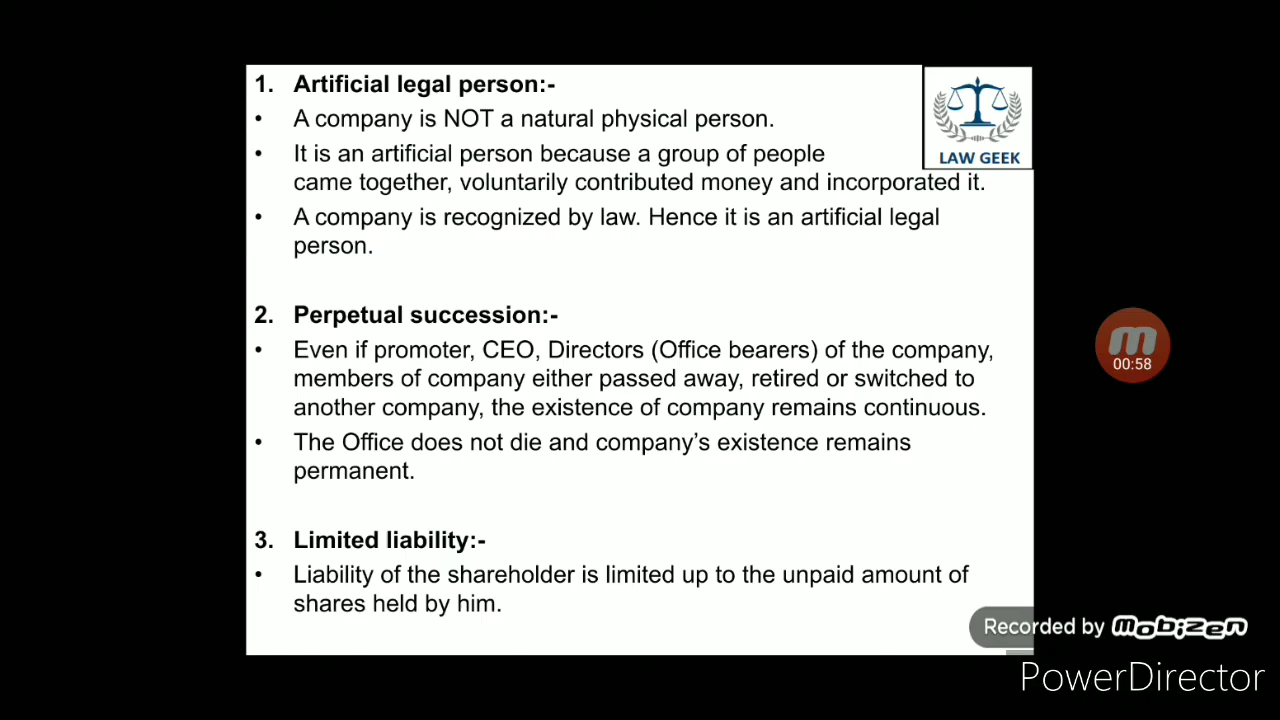 1. Artificial legal person:-
• A company is NOT a natural physical person.
• It is an artificial person because a group of people
came together, voluntarily contributed money and incorporated it.
• A company is recognized by law. Hence it is an artificial legal
person.
LAW GEEK
2. Perpetual succession:-
• Even if promoter, CEO, Directors (Office bearers) of the company,
members of company either passed away, retired or switched to
another company, the existence of company remains continuous.
• The Office does not die and company's existence remains
permanent.
00:58
3. Limited liability:-
• Liability of the shareholder is limited up to the unpaid amount of
shares held by him.
Recorded by mobizen
PowerDirector